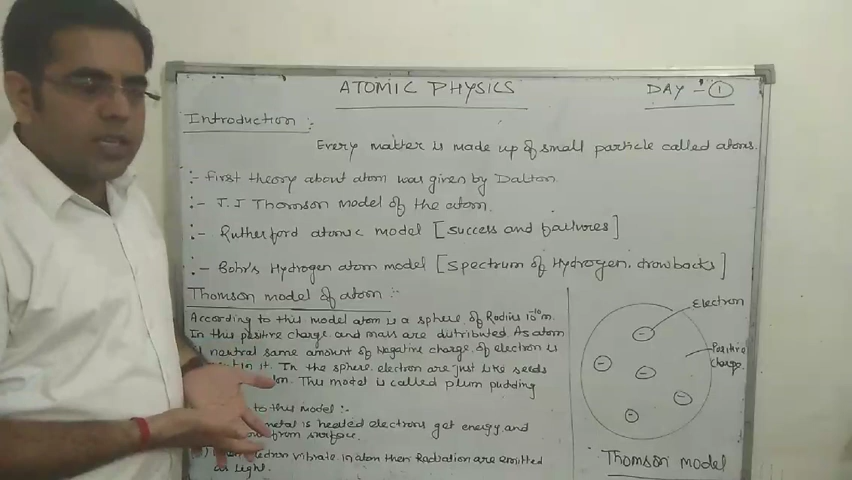 ATOMIC PHYSICS
DAY - 1
Introduction :-
Every matter is made up of small particle called atoms.
:- First theory about atom was given by Dalton
:- J.J Thomson model of the atom.
:- Rutherford atomic model [success and failures]
:- Bohr's Hydrogen atom model [Spectrum of Hydrogen, drawbacks]
Thomson model of atom :-
According to this model atom is a sphere of Radius 10⁻¹⁰m.
In this positive charge and mass are distributed. As atom
neutral same amount of Negative charge of electron is
in it. In the sphere electron are just like seeds
This model is called plum pudding
to this model :-
metal is heated electrons get energy and
from surface.
electron vibrate in atom then Radiation are emitted
as light.
Electron
Positive
charge
Thomson model